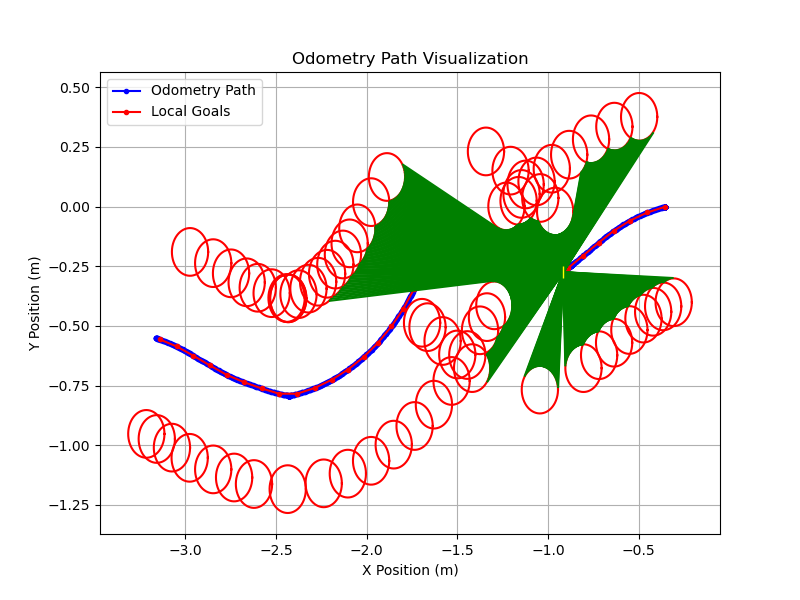 Odometry Path Visualization
Odometry Path
Local Goals
0.50
0.25
0.00
−0.25
−0.50
−0.75
−1.00
−1.25
Y Position (m)
−3.0 −2.5 −2.0 −1.5 −1.0 −0.5
X Position (m)